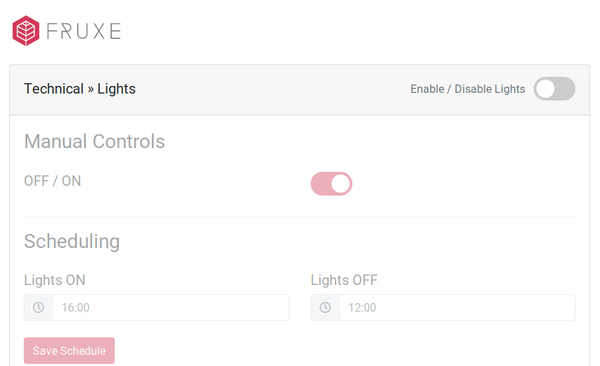 FRUXE
Technical » Lights
Enable / Disable Lights
Manual Controls
OFF / ON
Scheduling
Lights ON
Lights OFF
16:00
12:00
Save Schedule